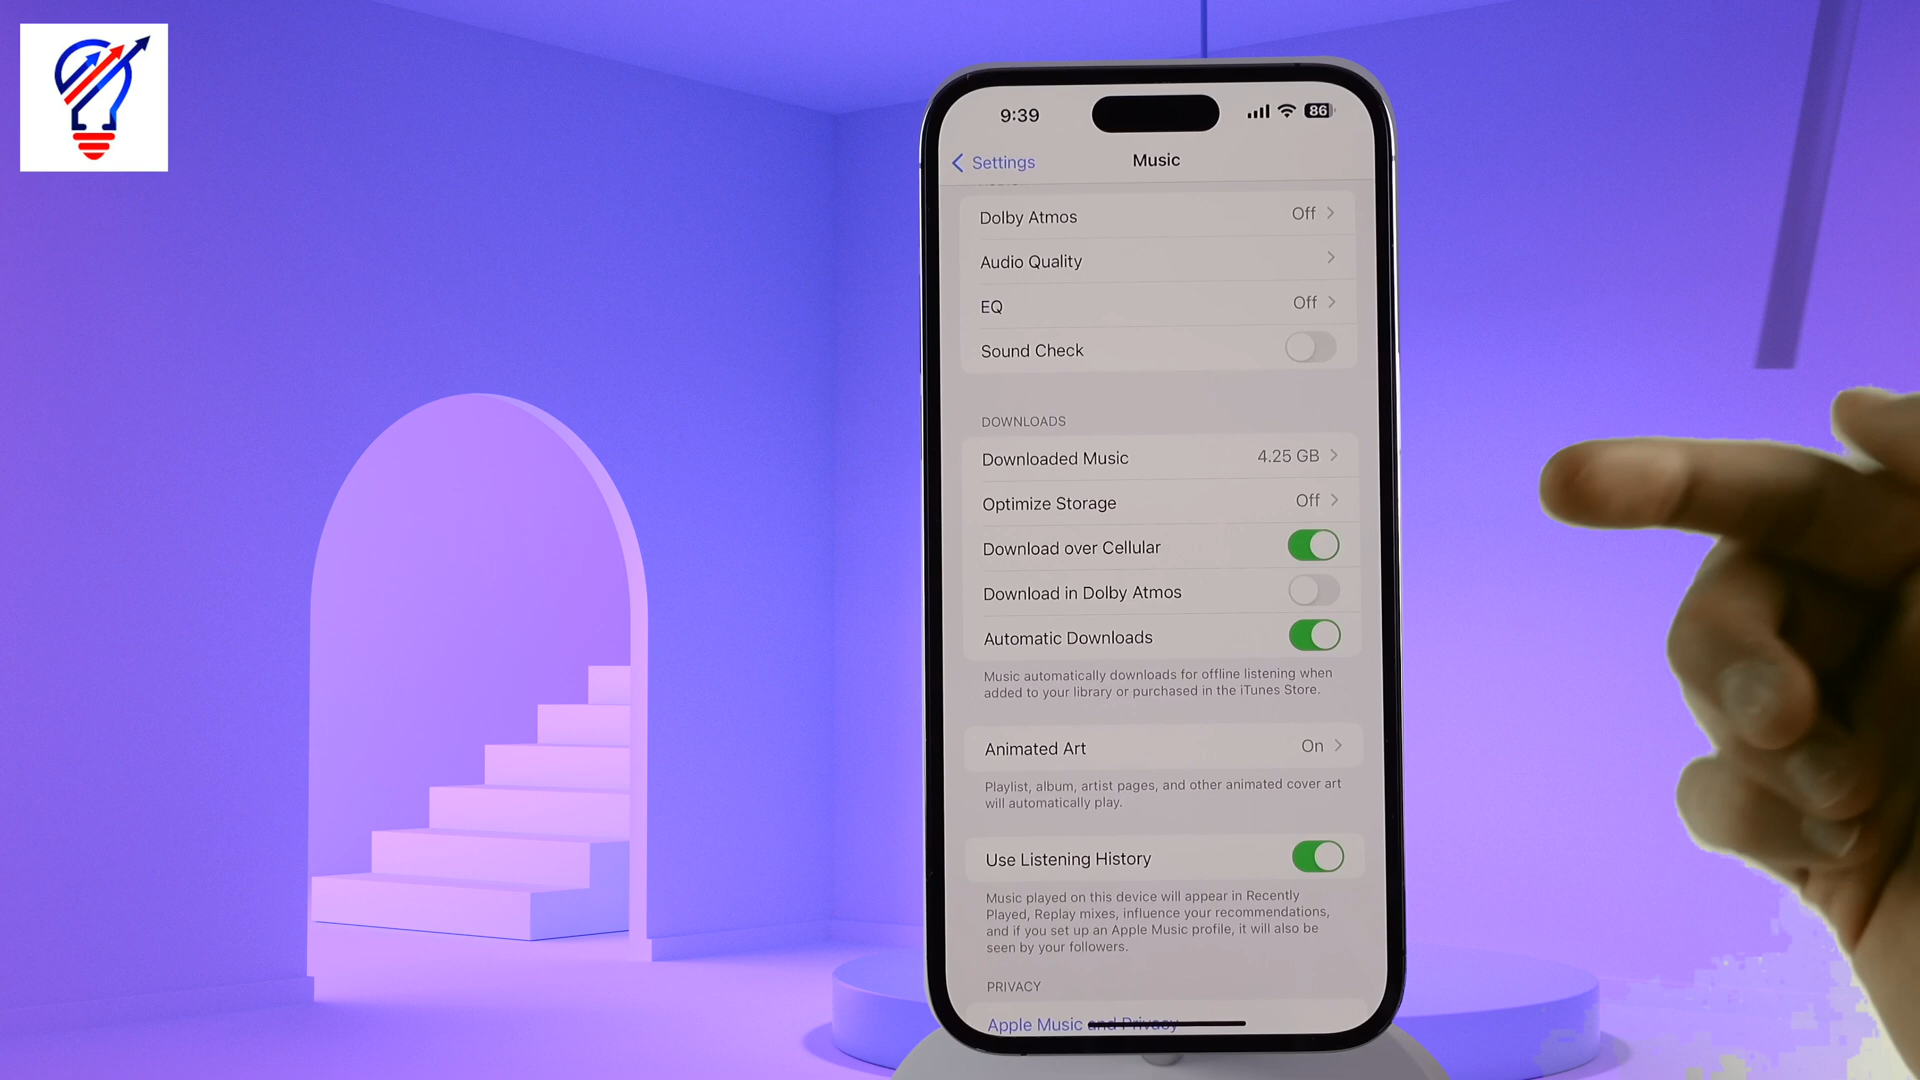 9:39
86
Settings
Music
Dolby Atmos
Off
Audio Quality
EQ
Off
Sound Check
DOWNLOADS
Downloaded Music
4.25 GB
Optimize Storage
Off
Download over Cellular
Download in Dolby Atmos
Automatic Downloads
Music automatically downloads for offline listening when
added to your library or purchased in the iTunes Store.
Animated Art
On
Playlist, album, artist pages, and other animated cover art
will automatically play.
Use Listening History
Music played on this device will appear in Recently
Played, Replay mixes, influence your recommendations,
and if you set up an Apple Music profile, it will also be
seen by your followers.
PRIVACY
Apple Music and Privacy